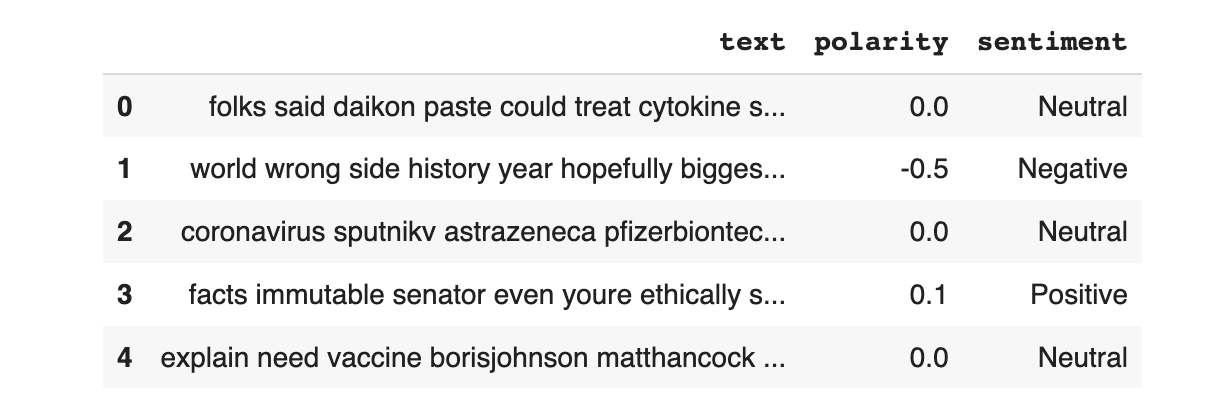 text polarity sentiment
0 folks said daikon paste could treat cytokine s... 0.0 Neutral
1 world wrong side history year hopefully bigges... -0.5 Negative
2 coronavirus sputnikv astrazeneca pfizerbiontec... 0.0 Neutral
3 facts immutable senator even youre ethically s... 0.1 Positive
4 explain need vaccine borisjohnson matthancock ... 0.0 Neutral